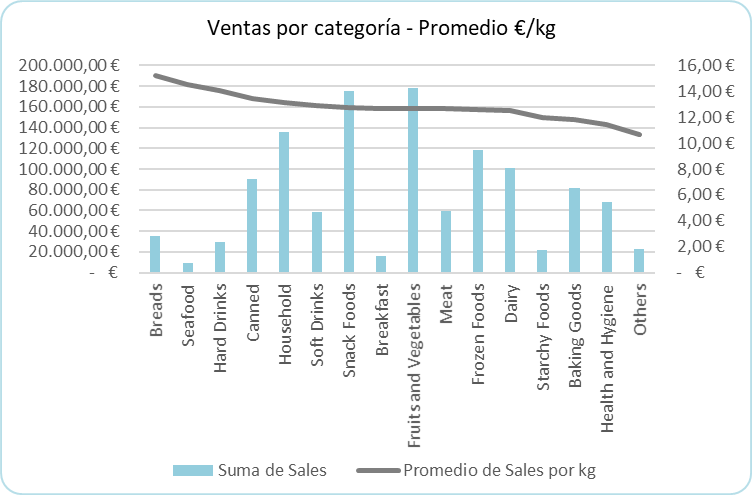 Ventas por categoría - Promedio €/kg
200.000,00 €
180.000,00 €
160.000,00 €
140.000,00 €
120.000,00 €
100.000,00 €
80.000,00 €
60.000,00 €
40.000,00 €
20.000,00 €
- €
16,00 €
14,00 €
12,00 €
10,00 €
8,00 €
6,00 €
4,00 €
2,00 €
- €
Breads
Seafood
Hard Drinks
Canned
Household
Soft Drinks
Snack Foods
Breakfast
Fruits and Vegetables
Meat
Frozen Foods
Dairy
Starchy Foods
Baking Goods
Health and Hygiene
Others
Suma de Sales
Promedio de Sales por kg